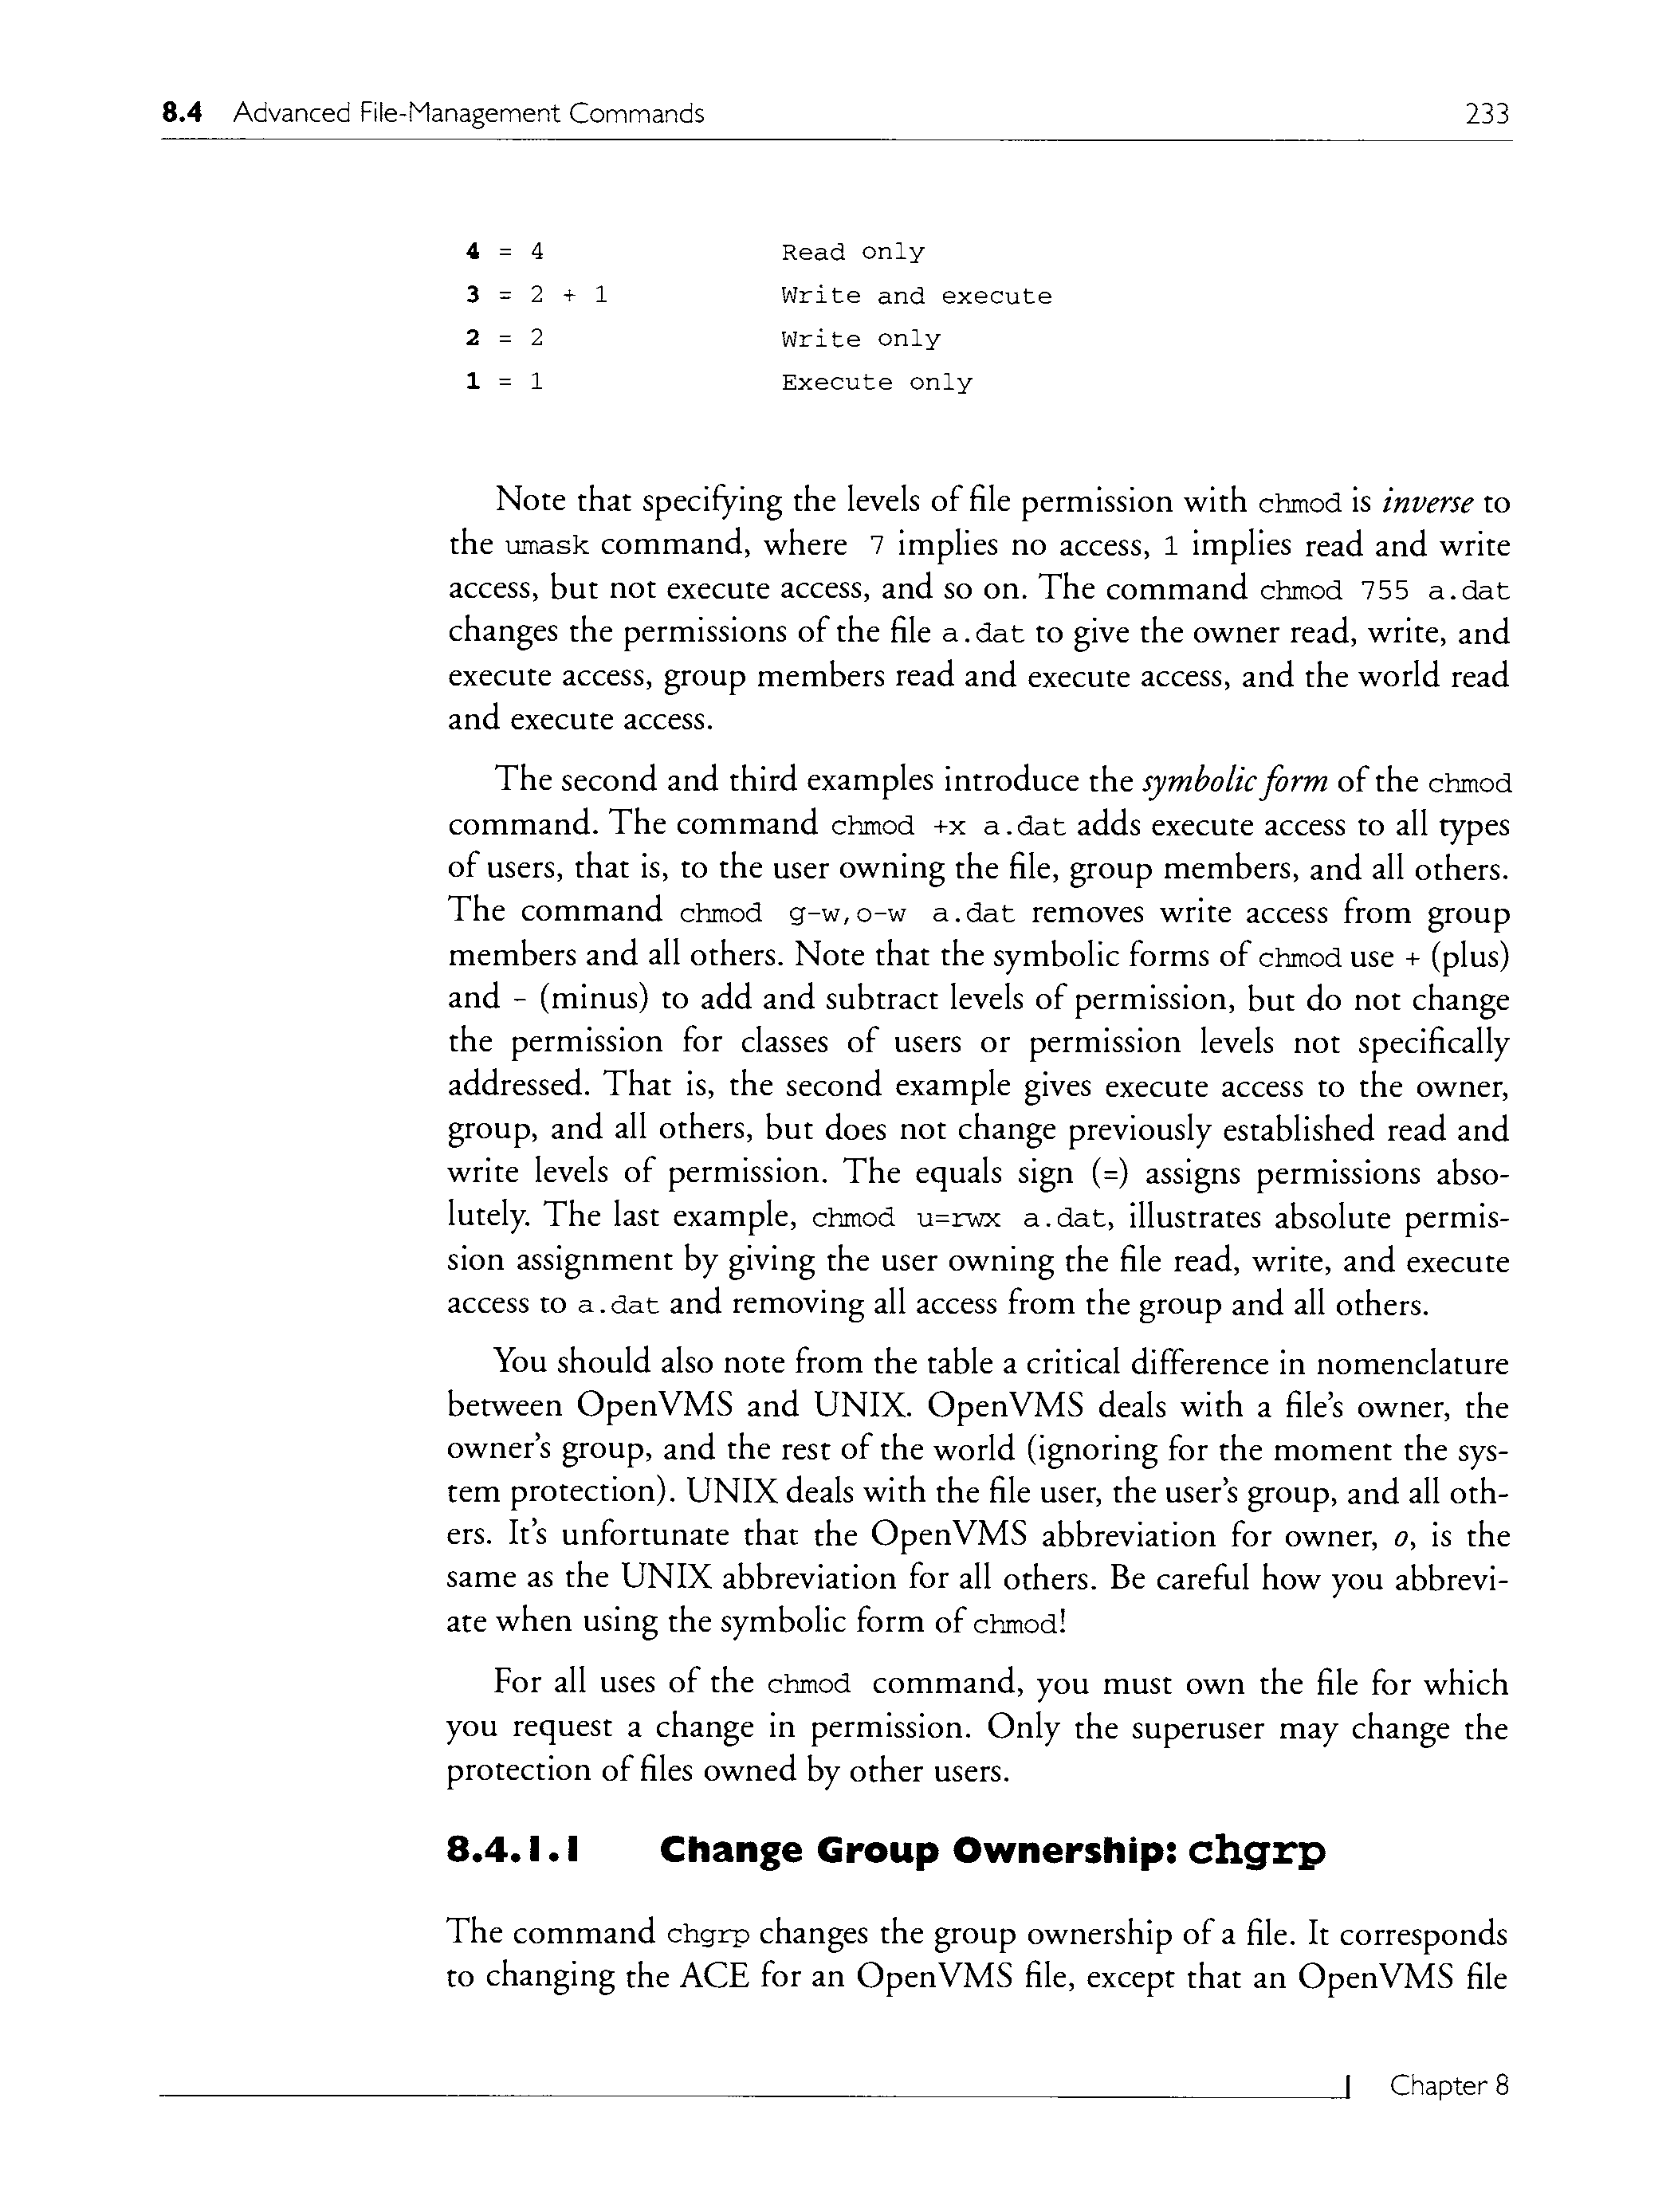 8.4 Advanced File-Management Commands 233
4 = 4 Read only
3 = 2 + 1 Write and execute
2 = 2 Write only
1 = 1 Execute only
Note that specifying the levels of file permission with chmod is inverse to
the umask command, where 7 implies no access, 1 implies read and write
access, but not execute access, and so on. The command chmod 755 a.dat
changes the permissions of the file a.dat to give the owner read, write, and
execute access, group members read and execute access, and the world read
and execute access.
The second and third examples introduce the symbolic form of the chmod
command. The command chmod +x a.dat adds execute access to all types
of users, that is, to the user owning the file, group members, and all others.
The command chmod g-w,o-w a.dat removes write access from group
members and all others. Note that the symbolic forms of chmod use + (plus)
and - (minus) to add and subtract levels of permission, but do not change
the permission for classes of users or permission levels not specifically
addressed. That is, the second example gives execute access to the owner,
group, and all others, but does not change previously established read and
write levels of permission. The equals sign (=) assigns permissions abso-
lutely. The last example, chmod u=rwx a.dat, illustrates absolute permis-
sion assignment by giving the user owning the file read, write, and execute
access to a.dat and removing all access from the group and all others.
You should also note from the table a critical difference in nomenclature
between OpenVMS and UNIX. OpenVMS deals with a file's owner, the
owner's group, and the rest of the world (ignoring for the moment the sys-
tem protection). UNIX deals with the file user, the user's group, and all oth-
ers. It's unfortunate that the OpenVMS abbreviation for owner, o, is the
same as the UNIX abbreviation for all others. Be careful how you abbrevi-
ate when using the symbolic form of chmod!
For all uses of the chmod command, you must own the file for which
you request a change in permission. Only the superuser may change the
protection of files owned by other users.
8.4.1.1 Change Group Ownership: chgrp
The command chgrp changes the group ownership of a file. It corresponds
to changing the ACE for an OpenVMS file, except that an OpenVMS file
Chapter 8